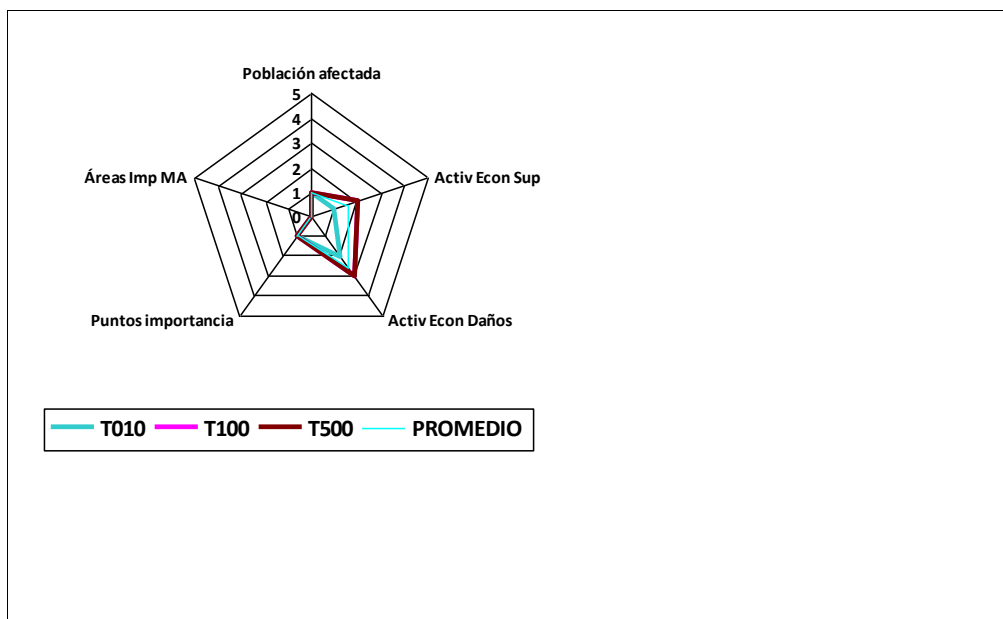 Población afectada
5
4
3
2
1
0
Áreas Imp MA
Activ Econ Sup
Puntos importancia
Activ Econ Daños
T010 T100 T500 PROMEDIO